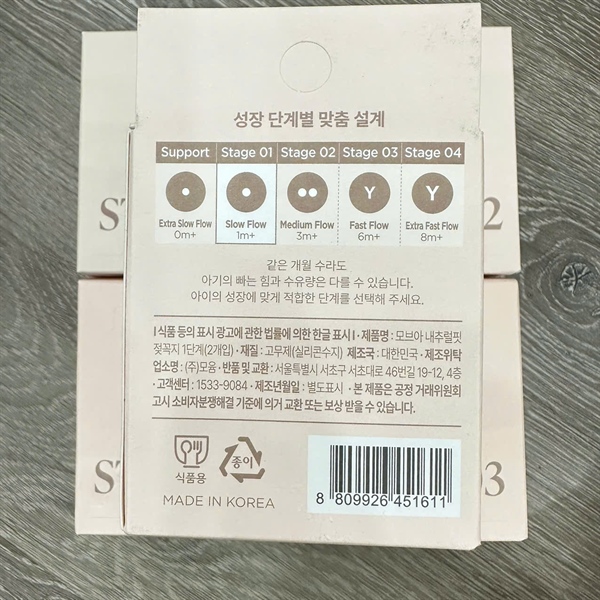 성장 단계별 맞춤 설계
Support Stage 01 Stage 02 Stage 03 Stage 04
Y Y
Extra Slow Flow Slow Flow Medium Flow Fast Flow Extra Fast Flow
0m+ 1m+ 3m+ 6m+ 8m+
같은 개월 수라도
아기의 빠는 힘과 수유량은 다를 수 있습니다.
아이의 성장에 맞게 적합한 단계를 선택해 주세요.
I 식품 등의 표시 광고에 관한 법률에 의한 한글 표시 I · 제품명 : 모브아 내추럴핏
젖꼭지 1단계(2개입) · 재질 : 고무제(실리콘수지) 제조국 : 대한민국 · 제조위탁
업소명 : (주)모윰 · 반품 및 교환 : 서울특별시 서초구 서초대로 46번길 19-12, 4층
· 고객센터 : 1533-9084 · 제조년월일 : 별도표시 · 본 제품은 공정 거래위원회
고시 소비자분쟁해결 기준에 의거 교환 또는 보상 받을 수 있습니다.
식품용
종이
MADE IN KOREA
8 809926 451611
S 2
S 03